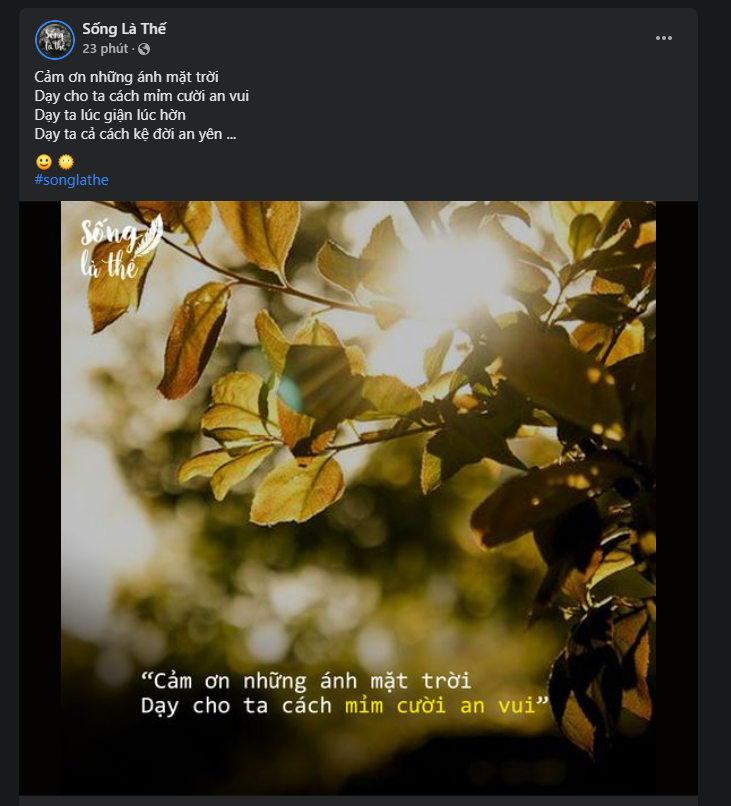 Sống Là Thế
23 phút ·
Cảm ơn những ánh mặt trời
Dạy cho ta cách mỉm cười an vui
Dạy ta lúc giận lúc hờn
Dạy ta cả cách kệ đời an yên ...
#songlathe
Sống
là thế
“Cảm ơn những ánh mặt trời
Dạy cho ta cách mỉm cười an vui”